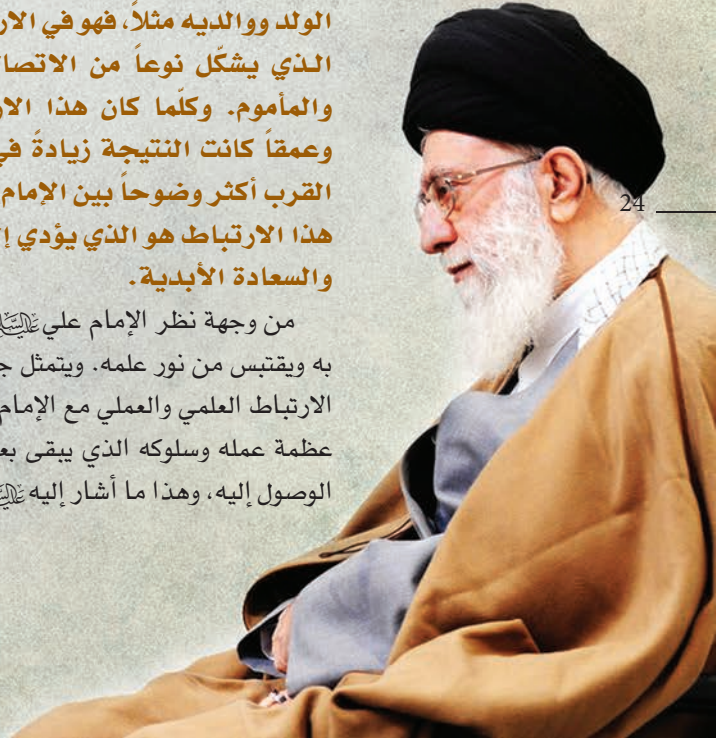 الولد ووالديه مثلاً، فهو في الار
الذي يشكّل نوعاً من الاتصا
والمأموم. وكلّما كان هذا الار
وعمقاً كانت النتيجة زيادةً في
القرب أكثر وضوحاً بين الإمام
هذا الارتباط هو الذي يؤدي إ
والسعادة الأبدية.
24
من وجهة نظر الإمام علي عليه السلام
به ويقتبس من نور علمه. ويتمثل ج
الارتباط العلمي والعملي مع الإمام
عظمة عمله وسلوكه الذي يبقى بع
الوصول إليه، وهذا ما أشار إليه